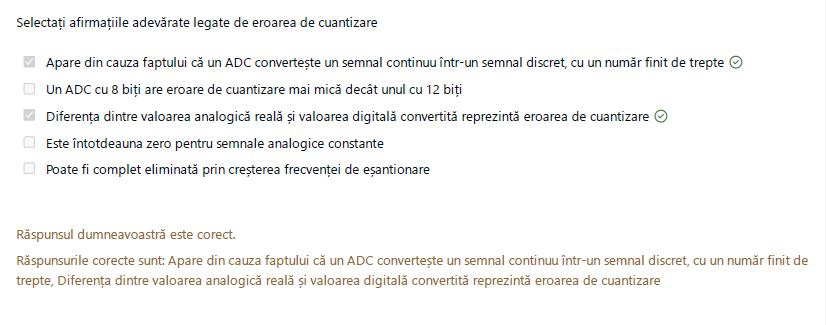 Selectați afirmațiile adevărate legate de eroarea de cuantizare
Apare din cauza faptului că un ADC convertește un semnal continuu într-un semnal discret, cu un număr finit de trepte
Un ADC cu 8 biți are eroare de cuantizare mai mică decât unul cu 12 biți
Diferența dintre valoarea analogică reală și valoarea digitală convertită reprezintă eroarea de cuantizare
Este întotdeauna zero pentru semnale analogice constante
Poate fi complet eliminată prin creșterea frecvenței de eșantionare
Răspunsul dumneavoastră este corect.
Răspunsurile corecte sunt: Apare din cauza faptului că un ADC convertește un semnal continuu într-un semnal discret, cu un număr finit de
trepte, Diferența dintre valoarea analogică reală și valoarea digitală convertită reprezintă eroarea de cuantizare